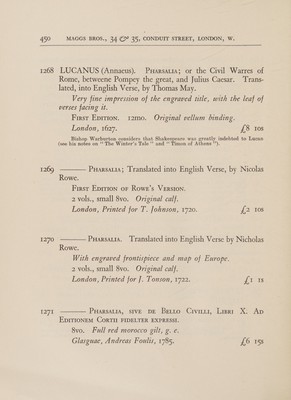 450 MAGGS BROS., 34 & 35, CONDUIT STREET, LONDON, W.
1268 LUCANUS (Annaeus). PHARSALIA; or the Civil Warres of
Rome, betweene Pompey the great, and Julius Caesar. Trans-
lated, into English Verse, by Thomas May.
Very fine impression of the engraved title, with the leaf of
verses facing it.
FIRST EDITION. 12mo. Original vellum binding.
London, 1627. £8 10s
Bishop Warburton considers that Shakespeare was greatly indebted to Lucan
(see his notes on "The Winter's Tale" and "Timon of Athens").
1269 ——— PHARSALIA; Translated into English Verse, by Nicolas
Rowe.
FIRST EDITION OF ROWE'S VERSION.
2 vols., small 8vo. Original calf.
London, Printed for T. Johnson, 1720. £2 10s
1270 ——— PHARSALIA. Translated into English Verse by Nicholas
Rowe.
With engraved frontispiece and map of Europe.
2 vols., small 8vo. Original calf.
London, Printed for J. Tonson, 1722. £1 1s
1271 ——— PHARSALIA, SIVE DE BELLO CIVILLI, LIBRI X. AD
EDITIONEM CORTII FIDELTER EXPRESSI.
8vo. Full red morocco gilt, g. e.
Glasguae, Andreas Foulis, 1785. £6 15s